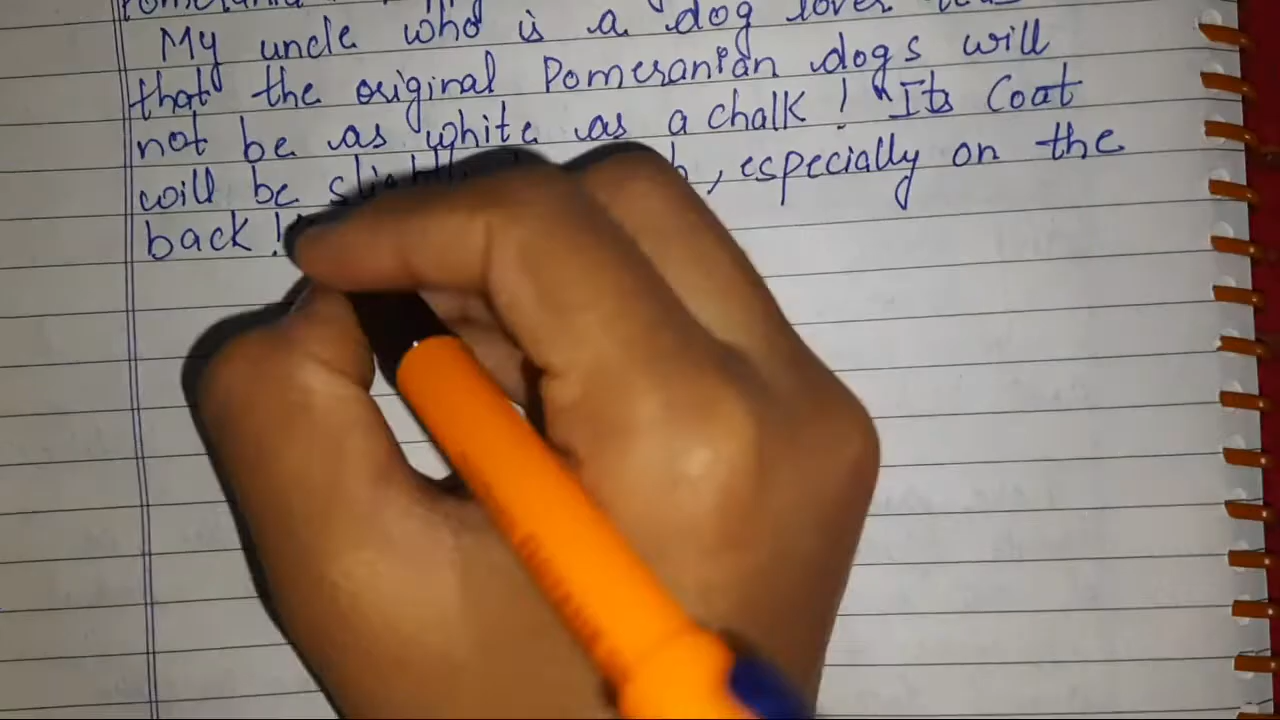 My uncle who is a dog lover
that the original Pomeranian dogs will
not be as white as a chalk! "Its Coat
will be , especially on the
back!